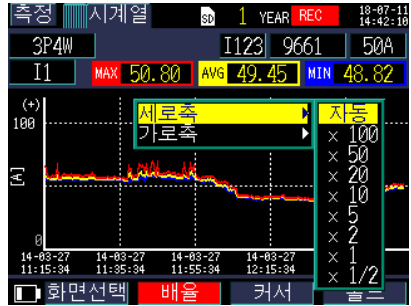 측정 시계열 SD 1 YEAR REC 18-07-11 14:42:10
3P4W I123 9661 50A
I1 MAX 50.80 AVG 49.45 MIN 48.82
(+)
100
[A]
0
세로축
가로축
자동
× 100
× 50
× 20
× 10
× 5
× 2
× 1
× 1/2
14-03-27 14-03-27 14-03-27 14-03-27
11:15:34 11:35:34 11:55:34 12:15:34
화면선택 배율 커서